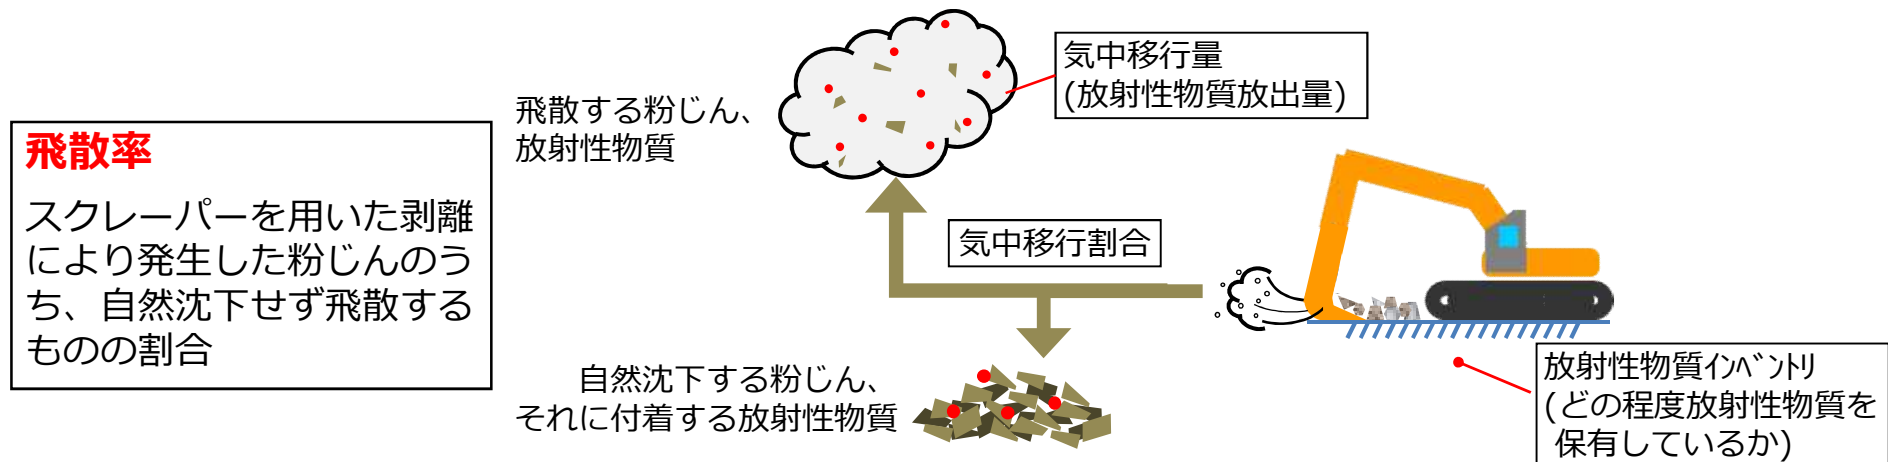 飛散率
スクレーパーを用いた剥離
により発生した粉じんのう
ち、自然沈下せず飛散する
ものの割合
飛散する粉じん、
放射性物質
気中移行量
(放射性物質放出量)
気中移行割合
自然沈下する粉じん、
それに付着する放射性物質
放射性物質ｲﾝﾍﾞﾝﾄﾘ
(どの程度放射性物質を
保有しているか)